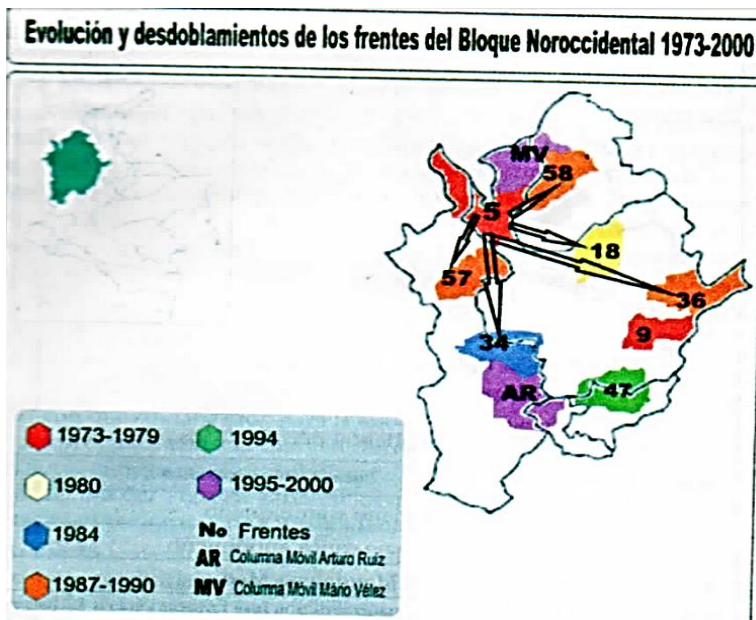 Evolución y desdoblamientos de los frentes del Bloque Noroccidental 1973-2000
MV
58
5
18
57
36
9
34
AR
47
1973-1979
1980
1984
1987-1990
1994
1995-2000
No Frentes
AR Columna Móvil Arturo Ruiz
MV Columna Móvil Mário Vélez